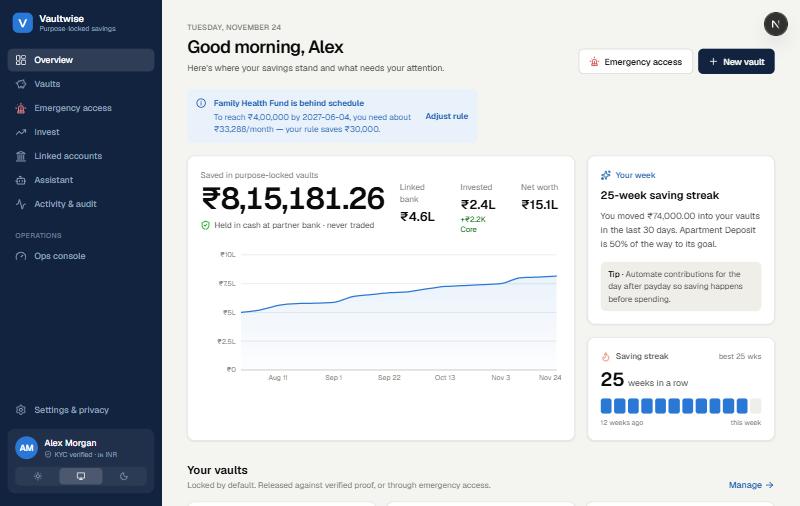 Vaultwise
Purpose-locked savings
Overview
Vaults
Emergency access
Invest
Linked accounts
Assistant
Activity & audit
OPERATIONS
Ops console
Settings & privacy
AM
Alex Morgan
KYC verified · IN INR
TUESDAY, NOVEMBER 24
Good morning, Alex
Here's where your savings stand and what needs your attention.
Emergency access
+ New vault
N
Family Health Fund is behind schedule
To reach ₹4,00,000 by 2027-06-04, you need about
₹33,288/month — your rule saves ₹30,000.
Adjust rule
Saved in purpose-locked vaults
₹8,15,181.26
Held in cash at partner bank · never traded
Linked
bank
₹4.6L
Invested
₹2.4L
+₹2.2K
Core
Net worth
₹15.1L
₹10L
₹7.5L
₹5L
₹2.5L
₹0
Aug 11
Sep 1
Sep 22
Oct 13
Nov 3
Nov 24
Your week
25-week saving streak
You moved ₹74,000.00 into your vaults
in the last 30 days. Apartment Deposit
is 50% of the way to its goal.
Tip · Automate contributions for the
day after payday so saving happens
before spending.
Saving streak
best 25 wks
25 weeks in a row
12 weeks ago
this week
Your vaults
Locked by default. Released against verified proof, or through emergency access.
Manage →